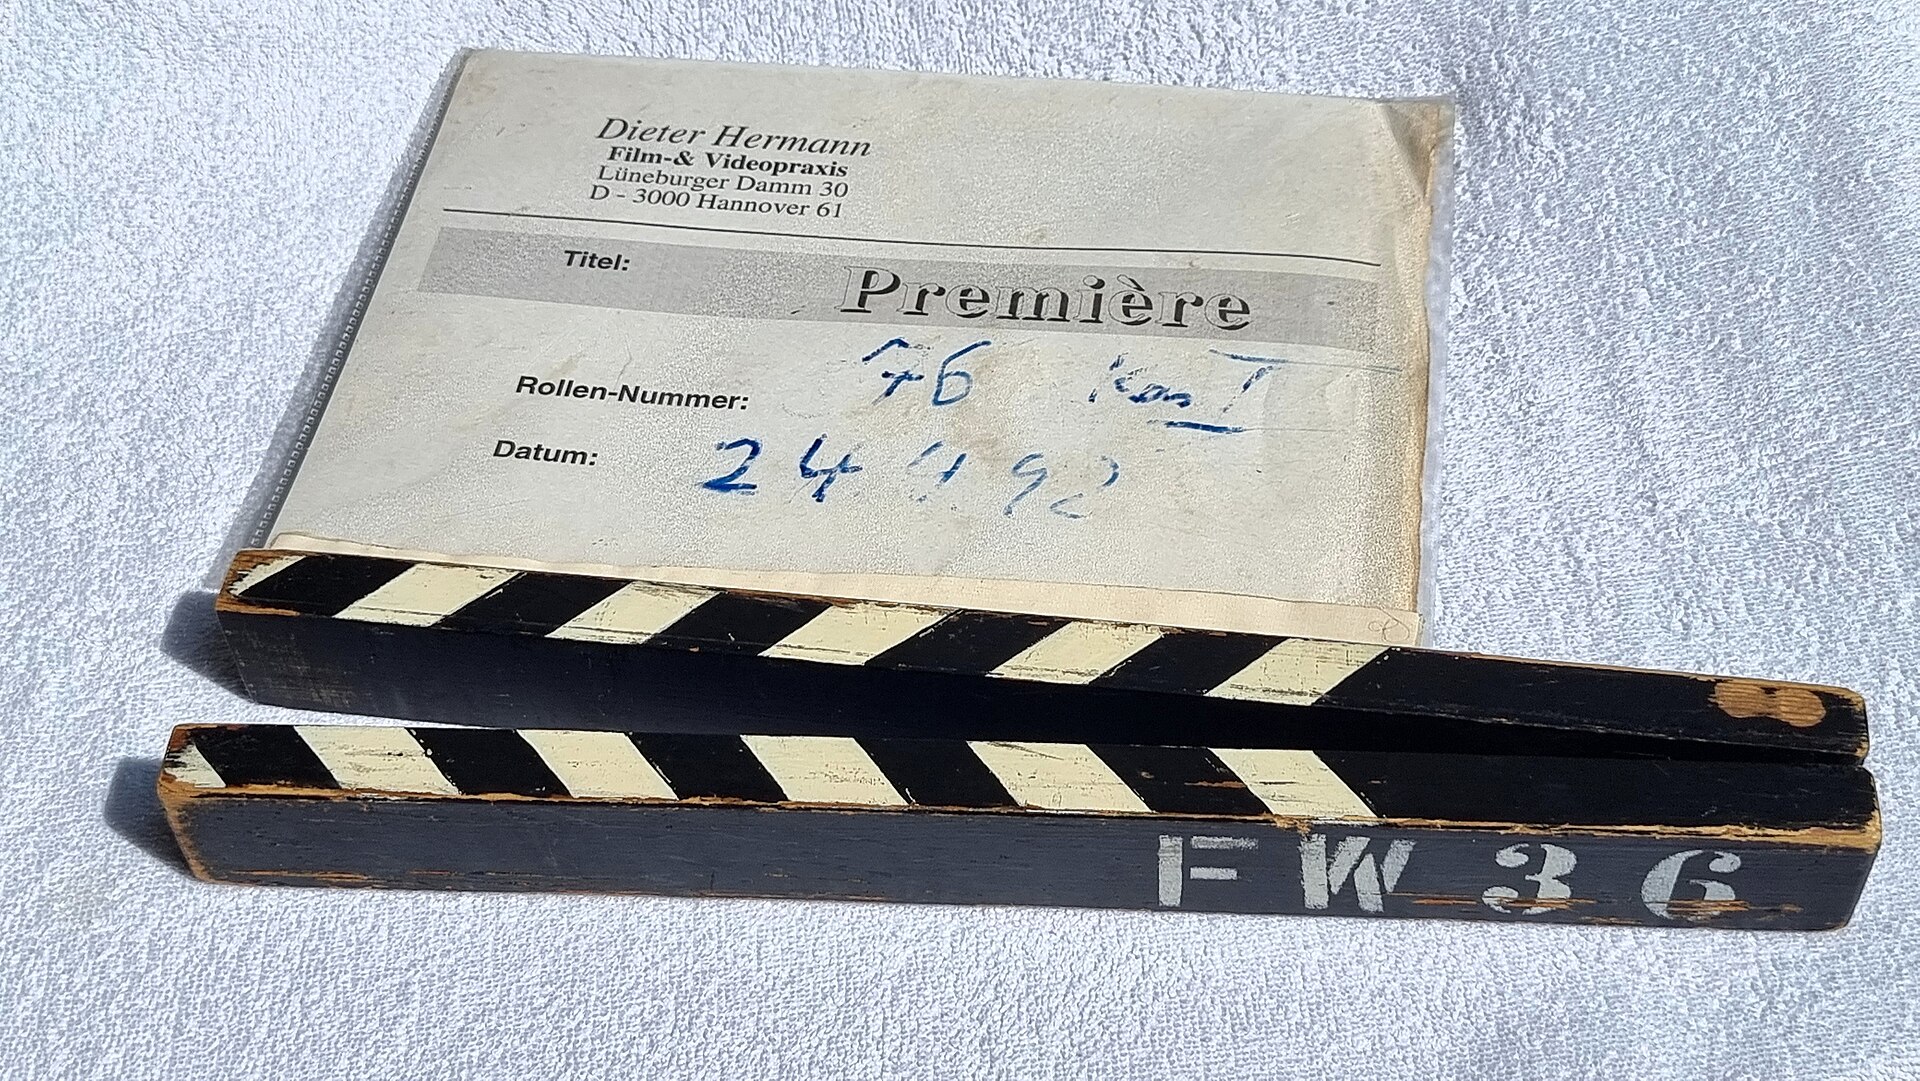 Dieter Hermann
Film-& Videopraxis
Lüneburger Damm 30
D - 3000 Hannover 61
Titel: Première
Rollen-Nummer: 76
Datum: 24 4 92
FW 36